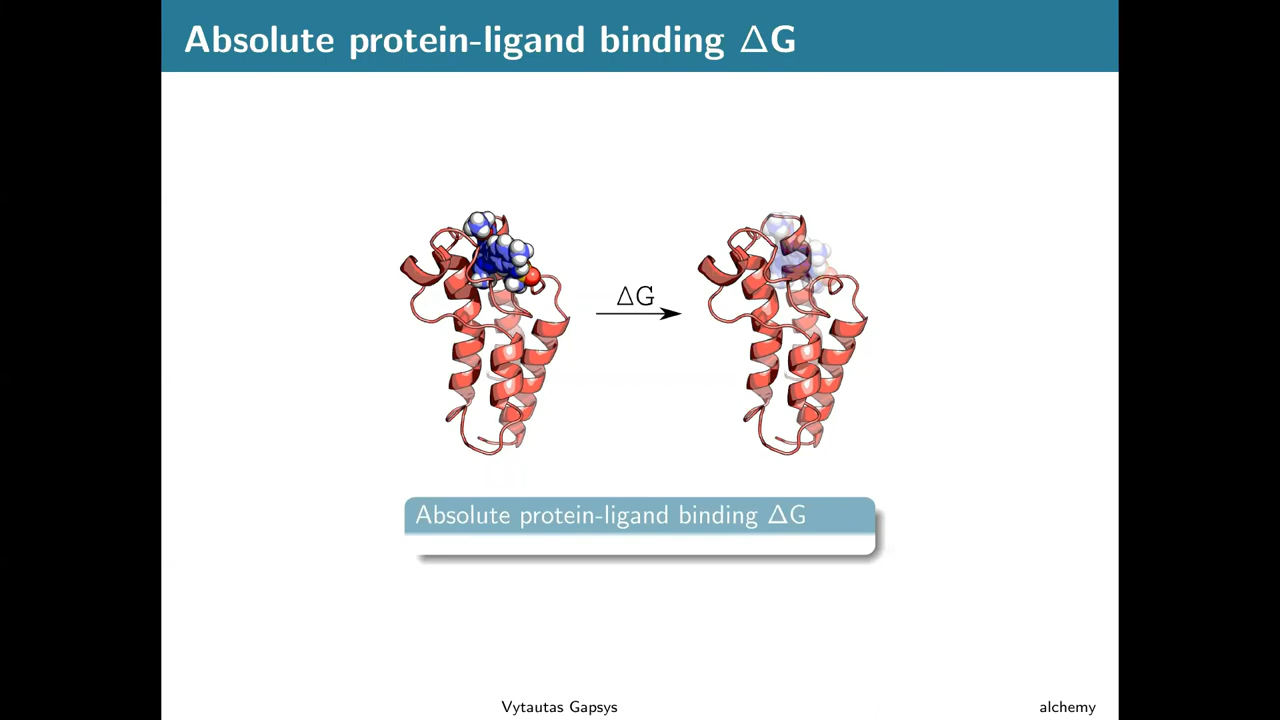 Absolute protein-ligand binding ΔG
ΔG
Absolute protein-ligand binding ΔG
Vytautas Gapsys
alchemy